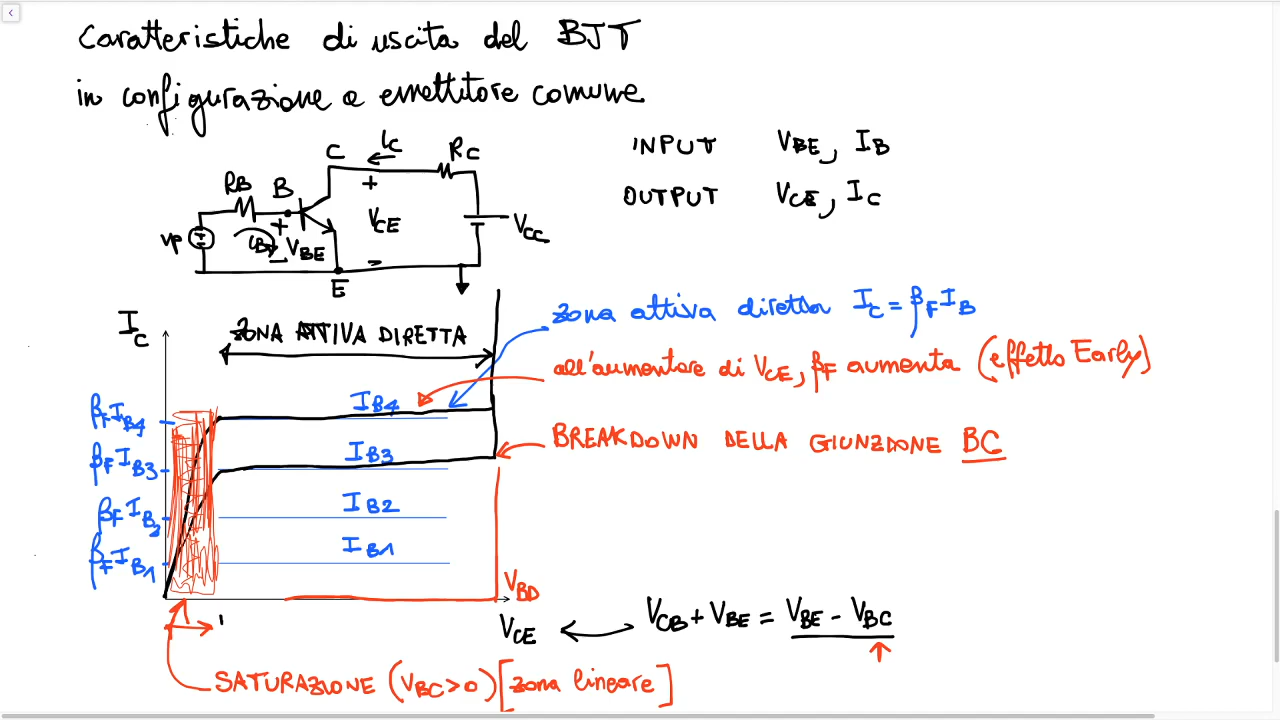 Caratteristiche di uscita del BJT
in configurazione a emettitore comune
C
iC
RC
INPUT VBE, IB
RB
B
+
OUTPUT VCE, IC
+
VCE
VCC
vp
iB
VBE
-
-
E
IC
ZONA ATTIVA DIRETTA
zona attiva diretta IC = βF IB
all'aumentare di VCE, βF aumenta (effetto Early)
βF IB4
IB4
BREAKDOWN DELLA GIUNZIONE BC
βF IB3
IB3
βF IB2
IB2
βF IB1
IB1
VBD
VCE
VCB + VBE = VBE - VBC
SATURAZIONE (VBC>0) [zona lineare]